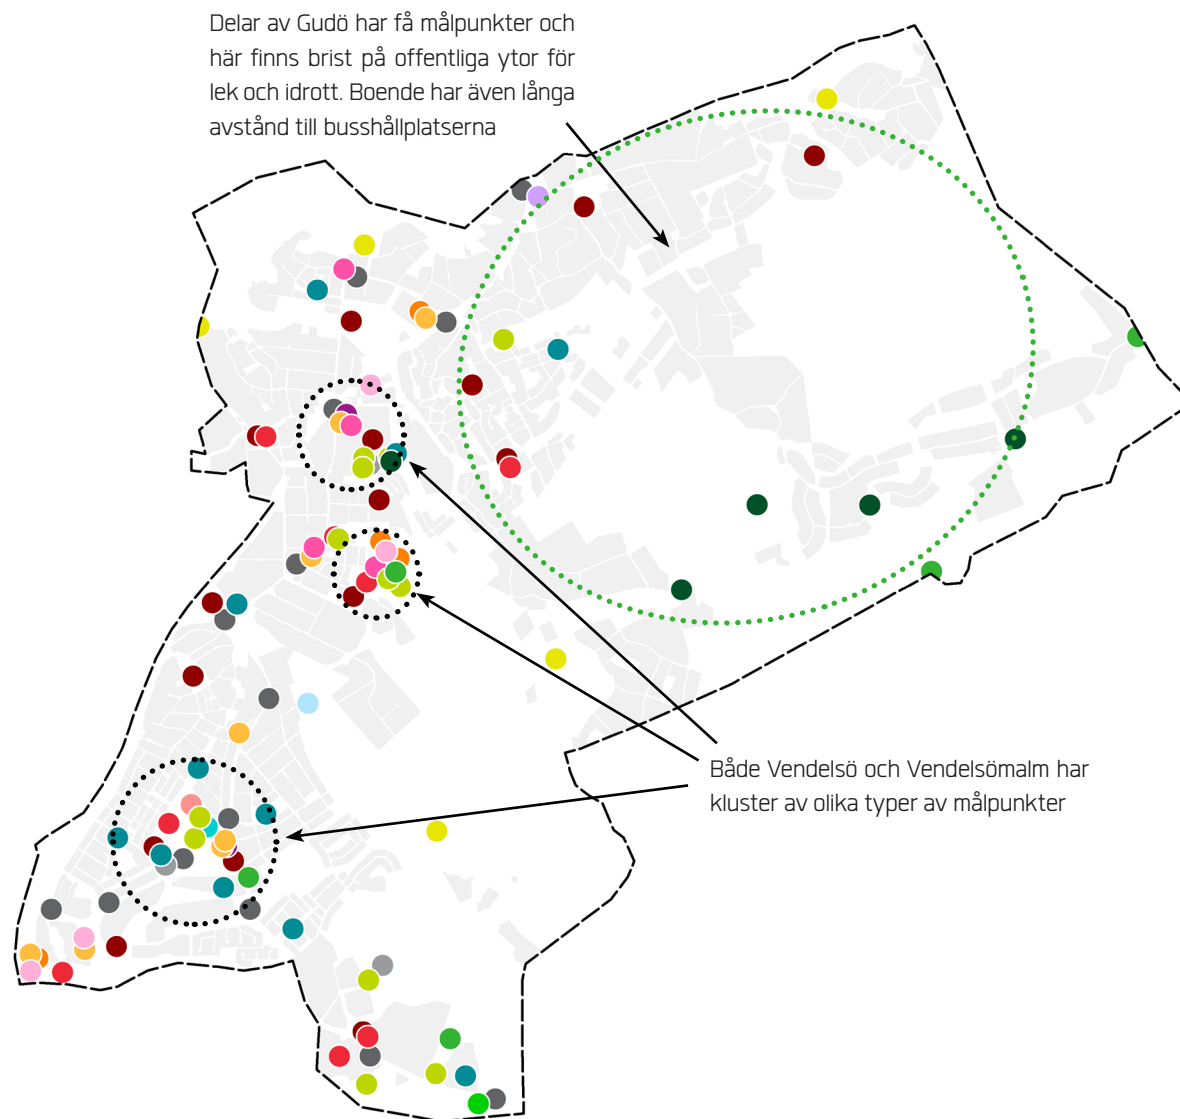 Delar av Gudö har få målpunkter och
här finns brist på offentliga ytor för
lek och idrott. Boende har även långa
avstånd till busshållplatserna
Både Vendelsö och Vendelsömalm har
kluster av olika typer av målpunkter